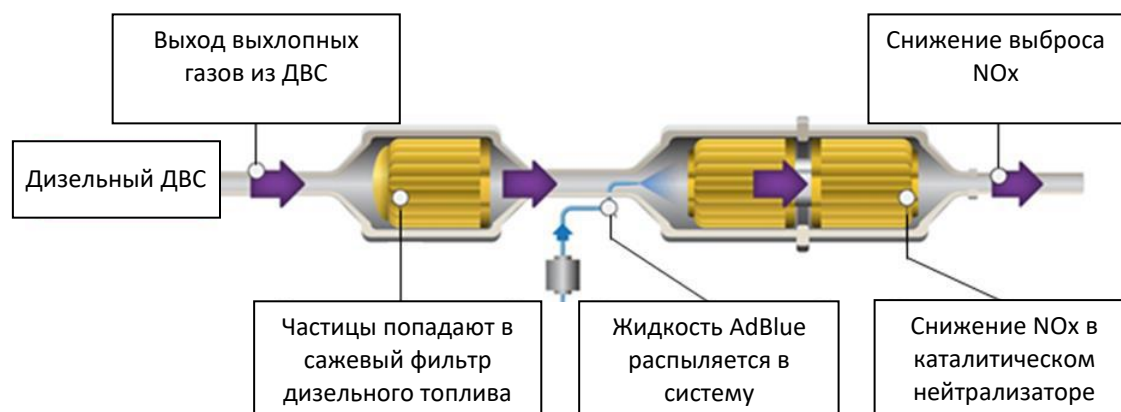 Выход выхлопных
газов из ДВС
Снижение выброса
NOx
Дизельный ДВС
Частицы попадают в
сажевый фильтр
дизельного топлива
Жидкость AdBlue
распыляется в
систему
Снижение NOx в
каталитическом
нейтрализаторе